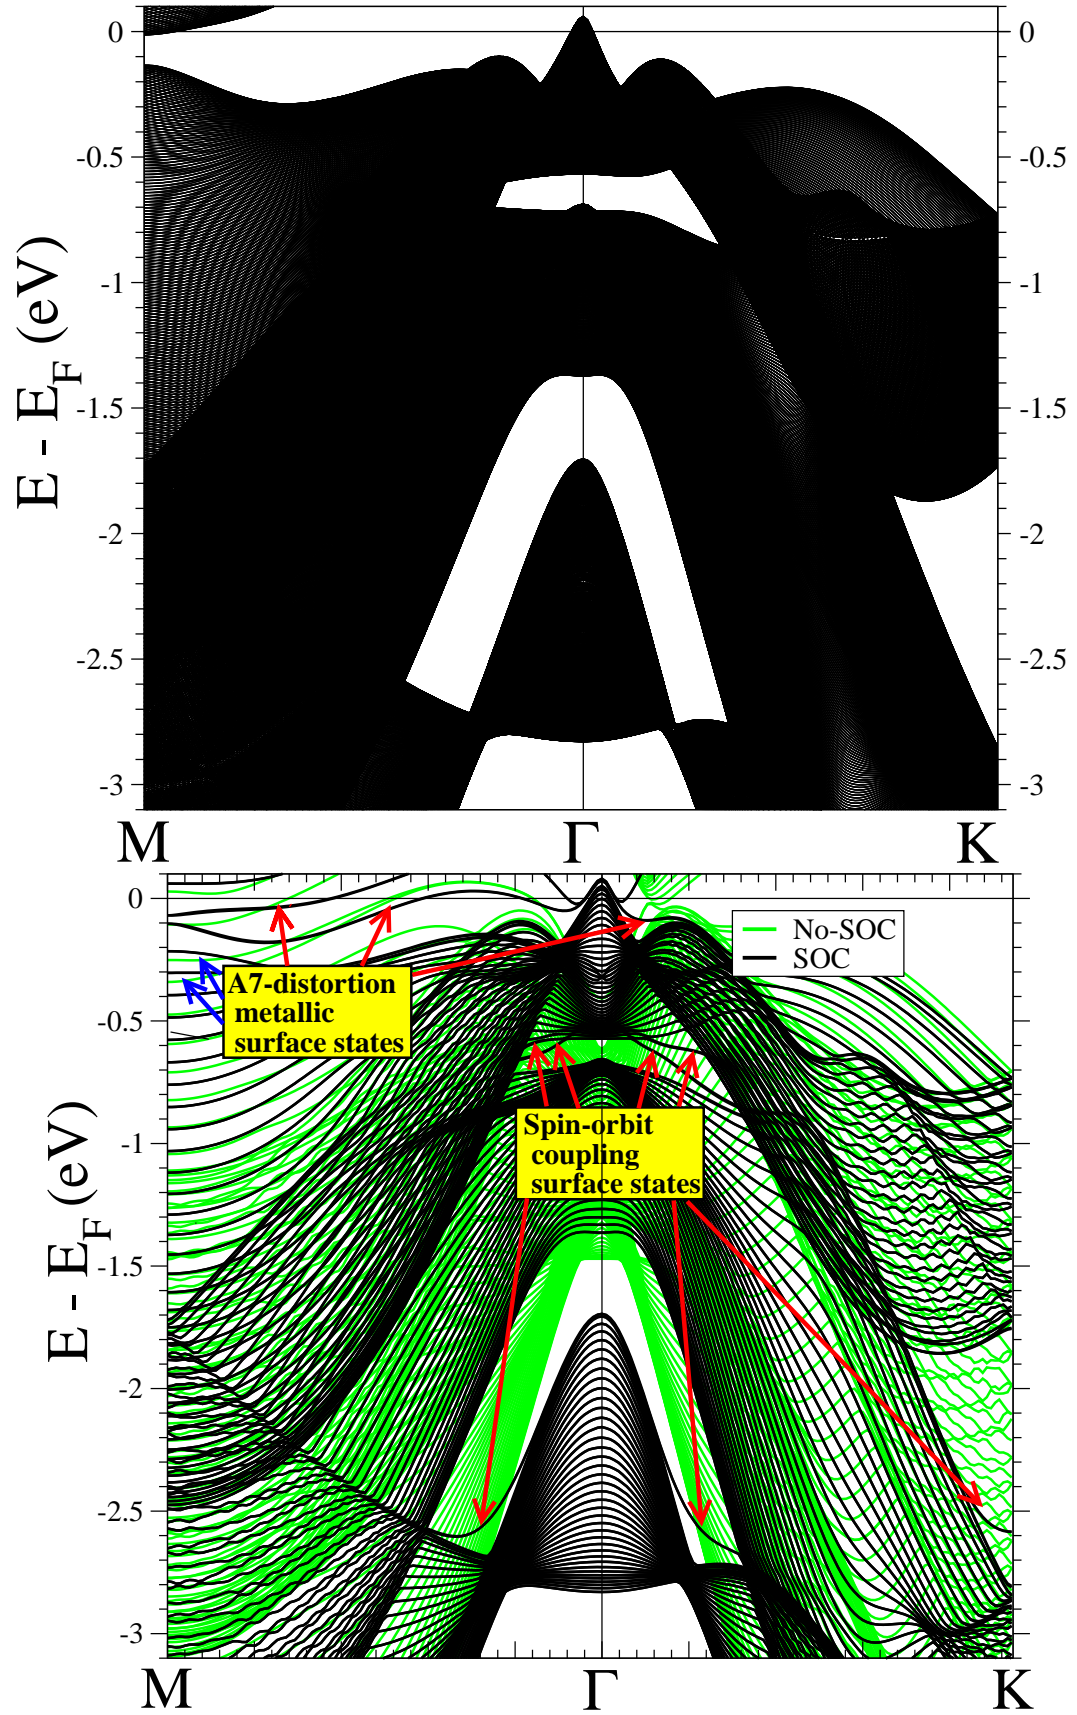 0
0
-0.5
-0.5
-1
-1
-1.5
-1.5
-2
-2
-2.5
-2.5
-3
-3
E - E_F (eV)
M
Γ
K
0
-0.5
-1
-1.5
-2
-2.5
-3
E - E_F (eV)
No-SOC
SOC
A7-distortion
metallic
surface states
Spin-orbit
coupling
surface states
M
Γ
K